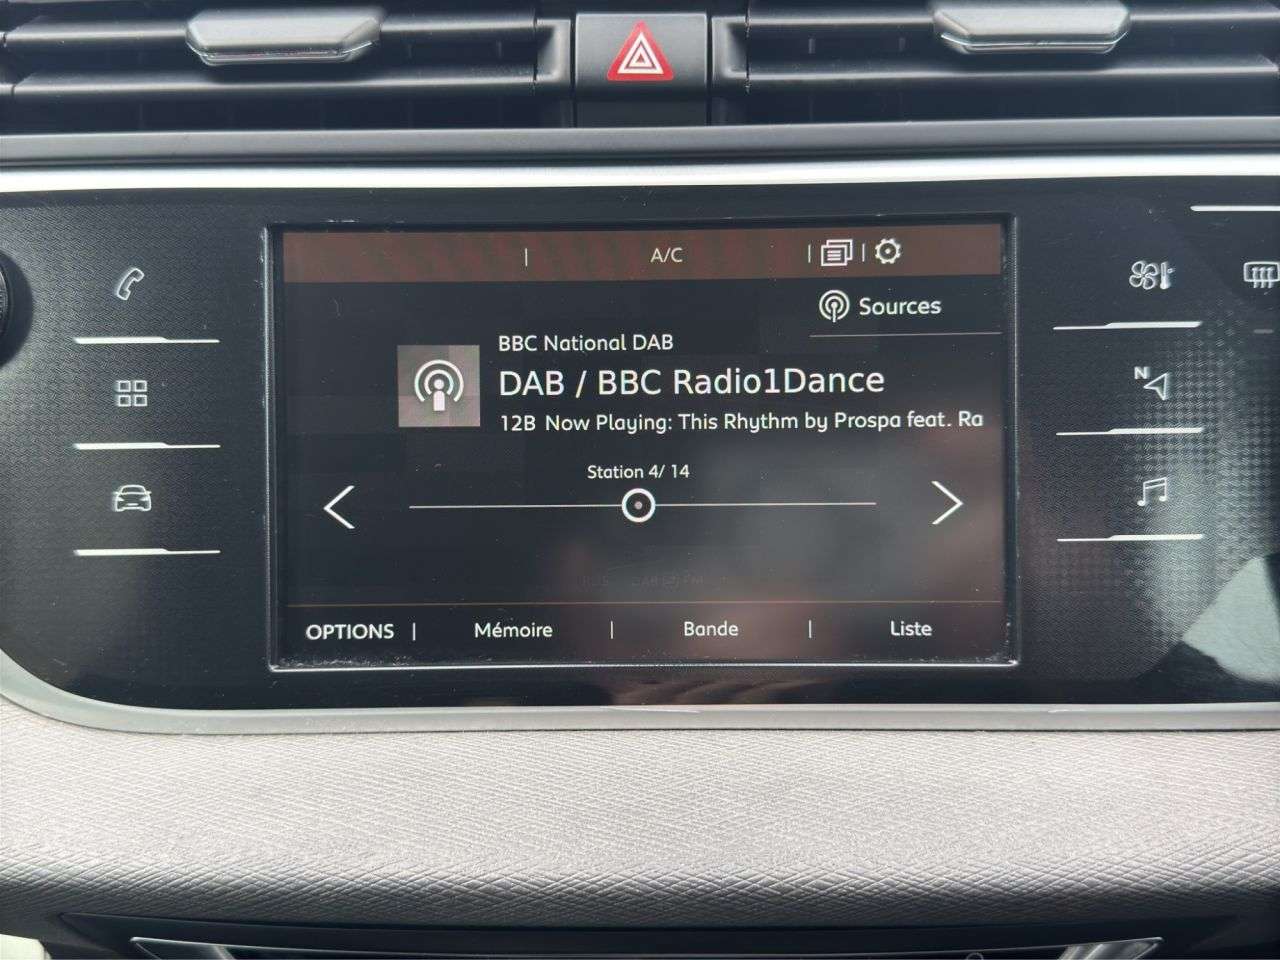 A/C
Sources
BBC National DAB
DAB / BBC Radio1Dance
12B Now Playing: This Rhythm by Prospa feat. Ra
Station 4/ 14
N
OPTIONS | Mémoire | Bande | Liste